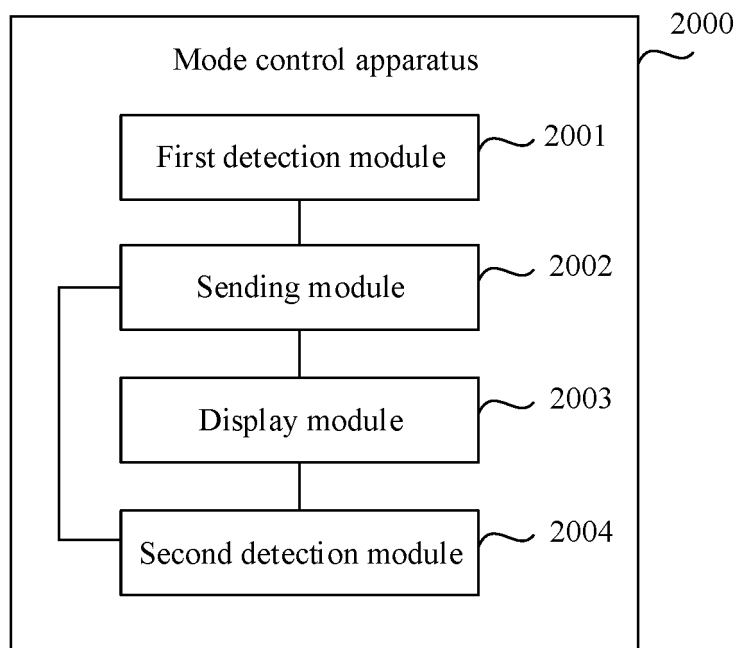 2000
Mode control apparatus
First detection module
2001
Sending module
2002
Display module
2003
Second detection module
2004